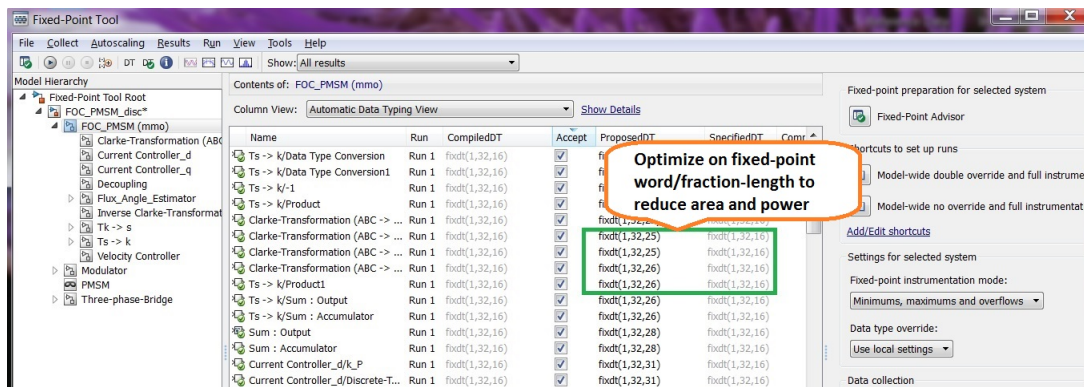 Fixed-Point Tool
File Collect Autoscaling Results Run View Tools Help
DT Show: All results
Model Hierarchy
Fixed-Point Tool Root
FOC_PMSM_disc*
FOC_PMSM (mmo)
Clarke-Transformation (AB
Current Controller_d
Current Controller_q
Decoupling
Flux_Angle_Estimator
Inverse Clarke-Transformat
Tk -> s
Ts -> k
Velocity Controller
Modulator
PMSM
Three-phase-Bridge
Contents of: FOC_PMSM (mmo)
Column View: Automatic Data Typing View Show Details
Name Run CompiledDT Accept ProposedDT SpecifiedDT
Ts -> k/Data Type Conversion Run 1 fixdt(1,32,16)
Ts -> k/Data Type Conversion1 Run 1 fixdt(1,32,16)
Ts -> k/-1 Run 1 fixdt(1,32,16)
Ts -> k/Product Run 1 fixdt(1,32,16)
Clarke-Transformation (ABC -> ... Run 1 fixdt(1,32,16)
Clarke-Transformation (ABC -> ... Run 1 fixdt(1,32,16) fixdt(1,32,25) fixdt(1,32,16)
Clarke-Transformation (ABC -> ... Run 1 fixdt(1,32,16) fixdt(1,32,25) fixdt(1,32,16)
Clarke-Transformation (ABC -> ... Run 1 fixdt(1,32,16) fixdt(1,32,26) fixdt(1,32,16)
Ts -> k/Product1 Run 1 fixdt(1,32,16) fixdt(1,32,26) fixdt(1,32,16)
Ts -> k/Sum : Output Run 1 fixdt(1,32,16) fixdt(1,32,26) fixdt(1,32,16)
Ts -> k/Sum : Accumulator Run 1 fixdt(1,32,16) fixdt(1,32,26) fixdt(1,32,16)
Sum : Output Run 1 fixdt(1,32,16) fixdt(1,32,28) fixdt(1,32,16)
Sum : Accumulator Run 1 fixdt(1,32,16) fixdt(1,32,28) fixdt(1,32,16)
Current Controller_d/k_P Run 1 fixdt(1,32,16) fixdt(1,32,31) fixdt(1,32,16)
Current Controller_d/Discrete-T... Run 1 fixdt(1,32,16) fixdt(1,32,31) fixdt(1,32,16)
Optimize on fixed-point
word/fraction-length to
reduce area and power
Fixed-point preparation for selected system
Fixed-Point Advisor
Shortcuts to set up runs
Model-wide double override and full instrume
Model-wide no override and full instrumentat
Add/Edit shortcuts
Settings for selected system
Fixed-point instrumentation mode:
Minimums, maximums and overflows
Data type override:
Use local settings
Data collection